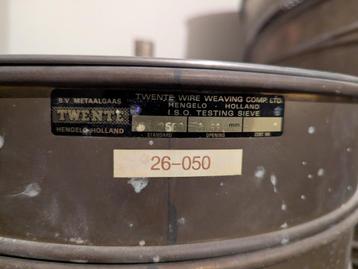 B.V. METAALGAAS
TWENTE
HENGELO-HOLLAND
TWENTE WIRE WEAVING COMP. LTD.
HENGELO - HOLLAND
I.S.O. TESTING SIEVE
mm
STANDARD OPENING
26-050